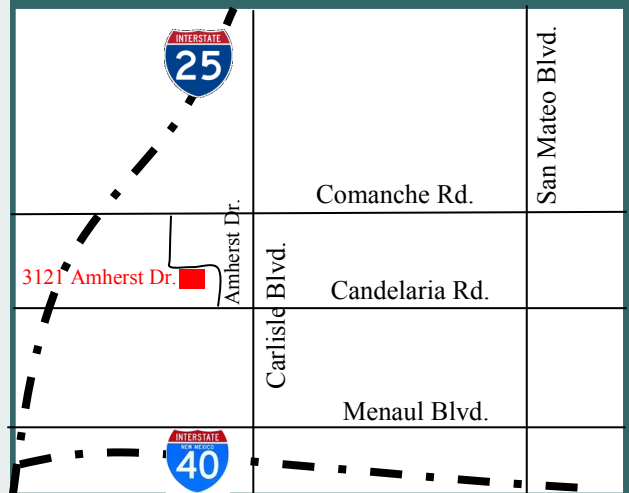 INTERSTATE
25
San Mateo Blvd.
Comanche Rd.
Amherst Dr.
3121 Amherst Dr.
Carlisle Blvd.
Candelaria Rd.
Menaul Blvd.
INTERSTATE
NEW MEXICO
40